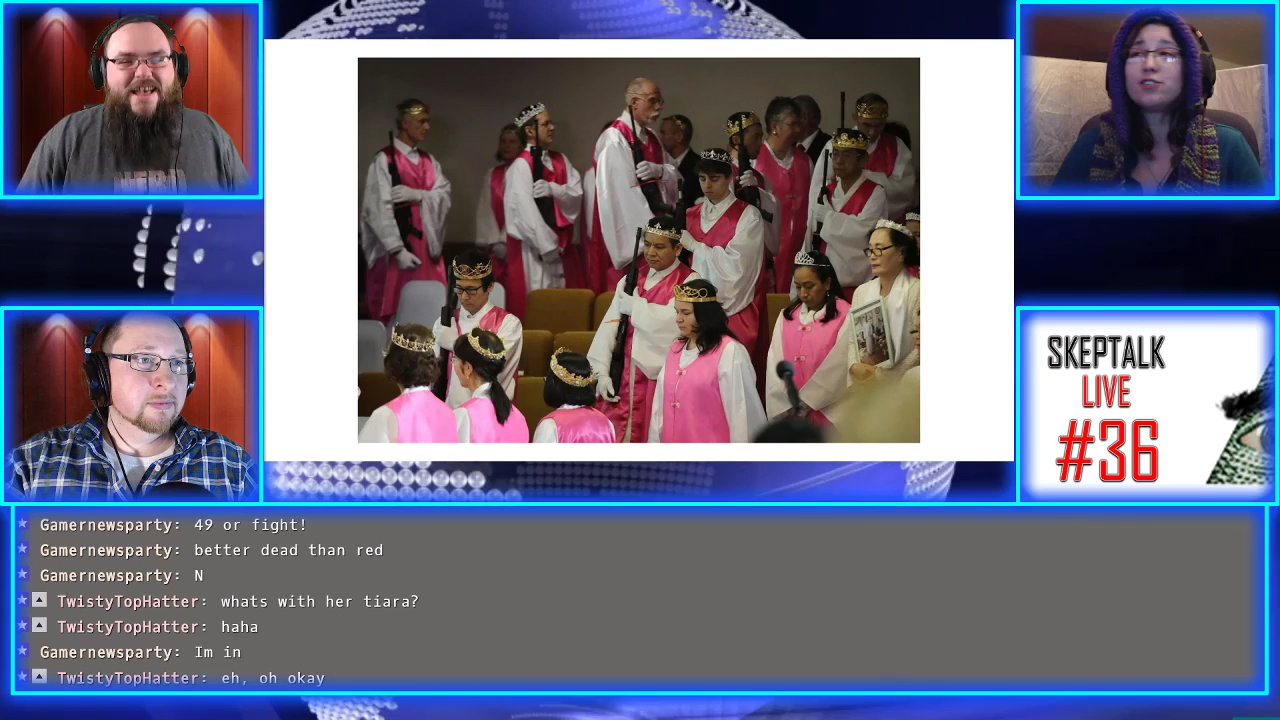 SKEPTALK
LIVE
#36
Gamernewsparty: 49 or fight!
Gamernewsparty: better dead than red
Gamernewsparty: N
TwistyTopHatter: whats with her tiara?
TwistyTopHatter: haha
Gamernewsparty: Im in
TwistyTopHatter: eh, oh okay